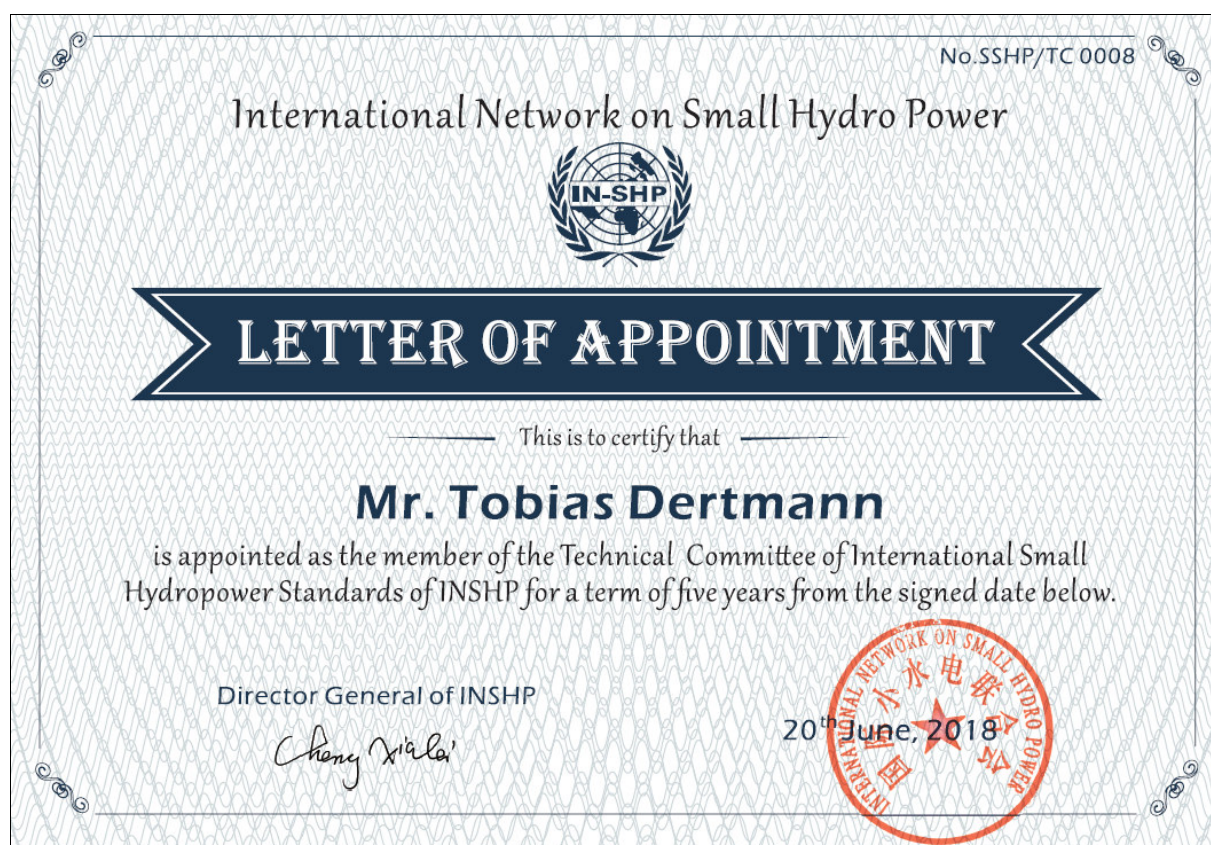 No.SSHP/TC 0008
International Network on Small Hydro Power
IN-SHP
LETTER OF APPOINTMENT
This is to certify that
Mr. Tobias Dertmann
is appointed as the member of the Technical Committee of International Small
Hydropower Standards of INSHP for a term of five years from the signed date below.
Director General of INSHP
20th June, 2018
INTERNATIONAL NETWORK ON SMALL HYDRO POWER
国际小水电联合会